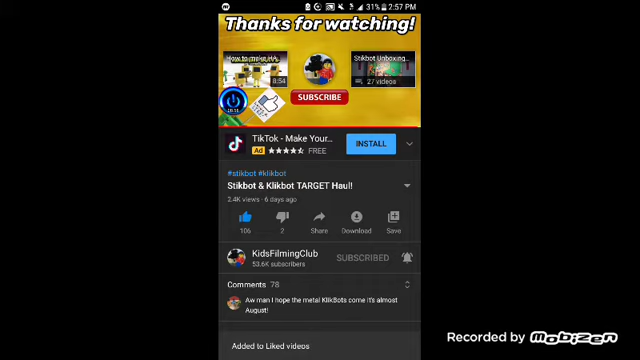 31% 2:57 PM
Thanks for watching!
How to make HA..
8:54
SUBSCRIBE
Stikbot Unboxing...
27 videos
TikTok - Make Your...
Ad FREE
INSTALL
#stikbot #klikbot
Stikbot & Klikbot TARGET Haul!
2.4K views · 6 days ago
106
2
Share
Download
Save
KidsFilmingClub
53.6K subscribers
SUBSCRIBED
Comments 78
Aw man I hope the metal KlikBots come it's almost
August!
Added to Liked videos
Recorded by mobizen